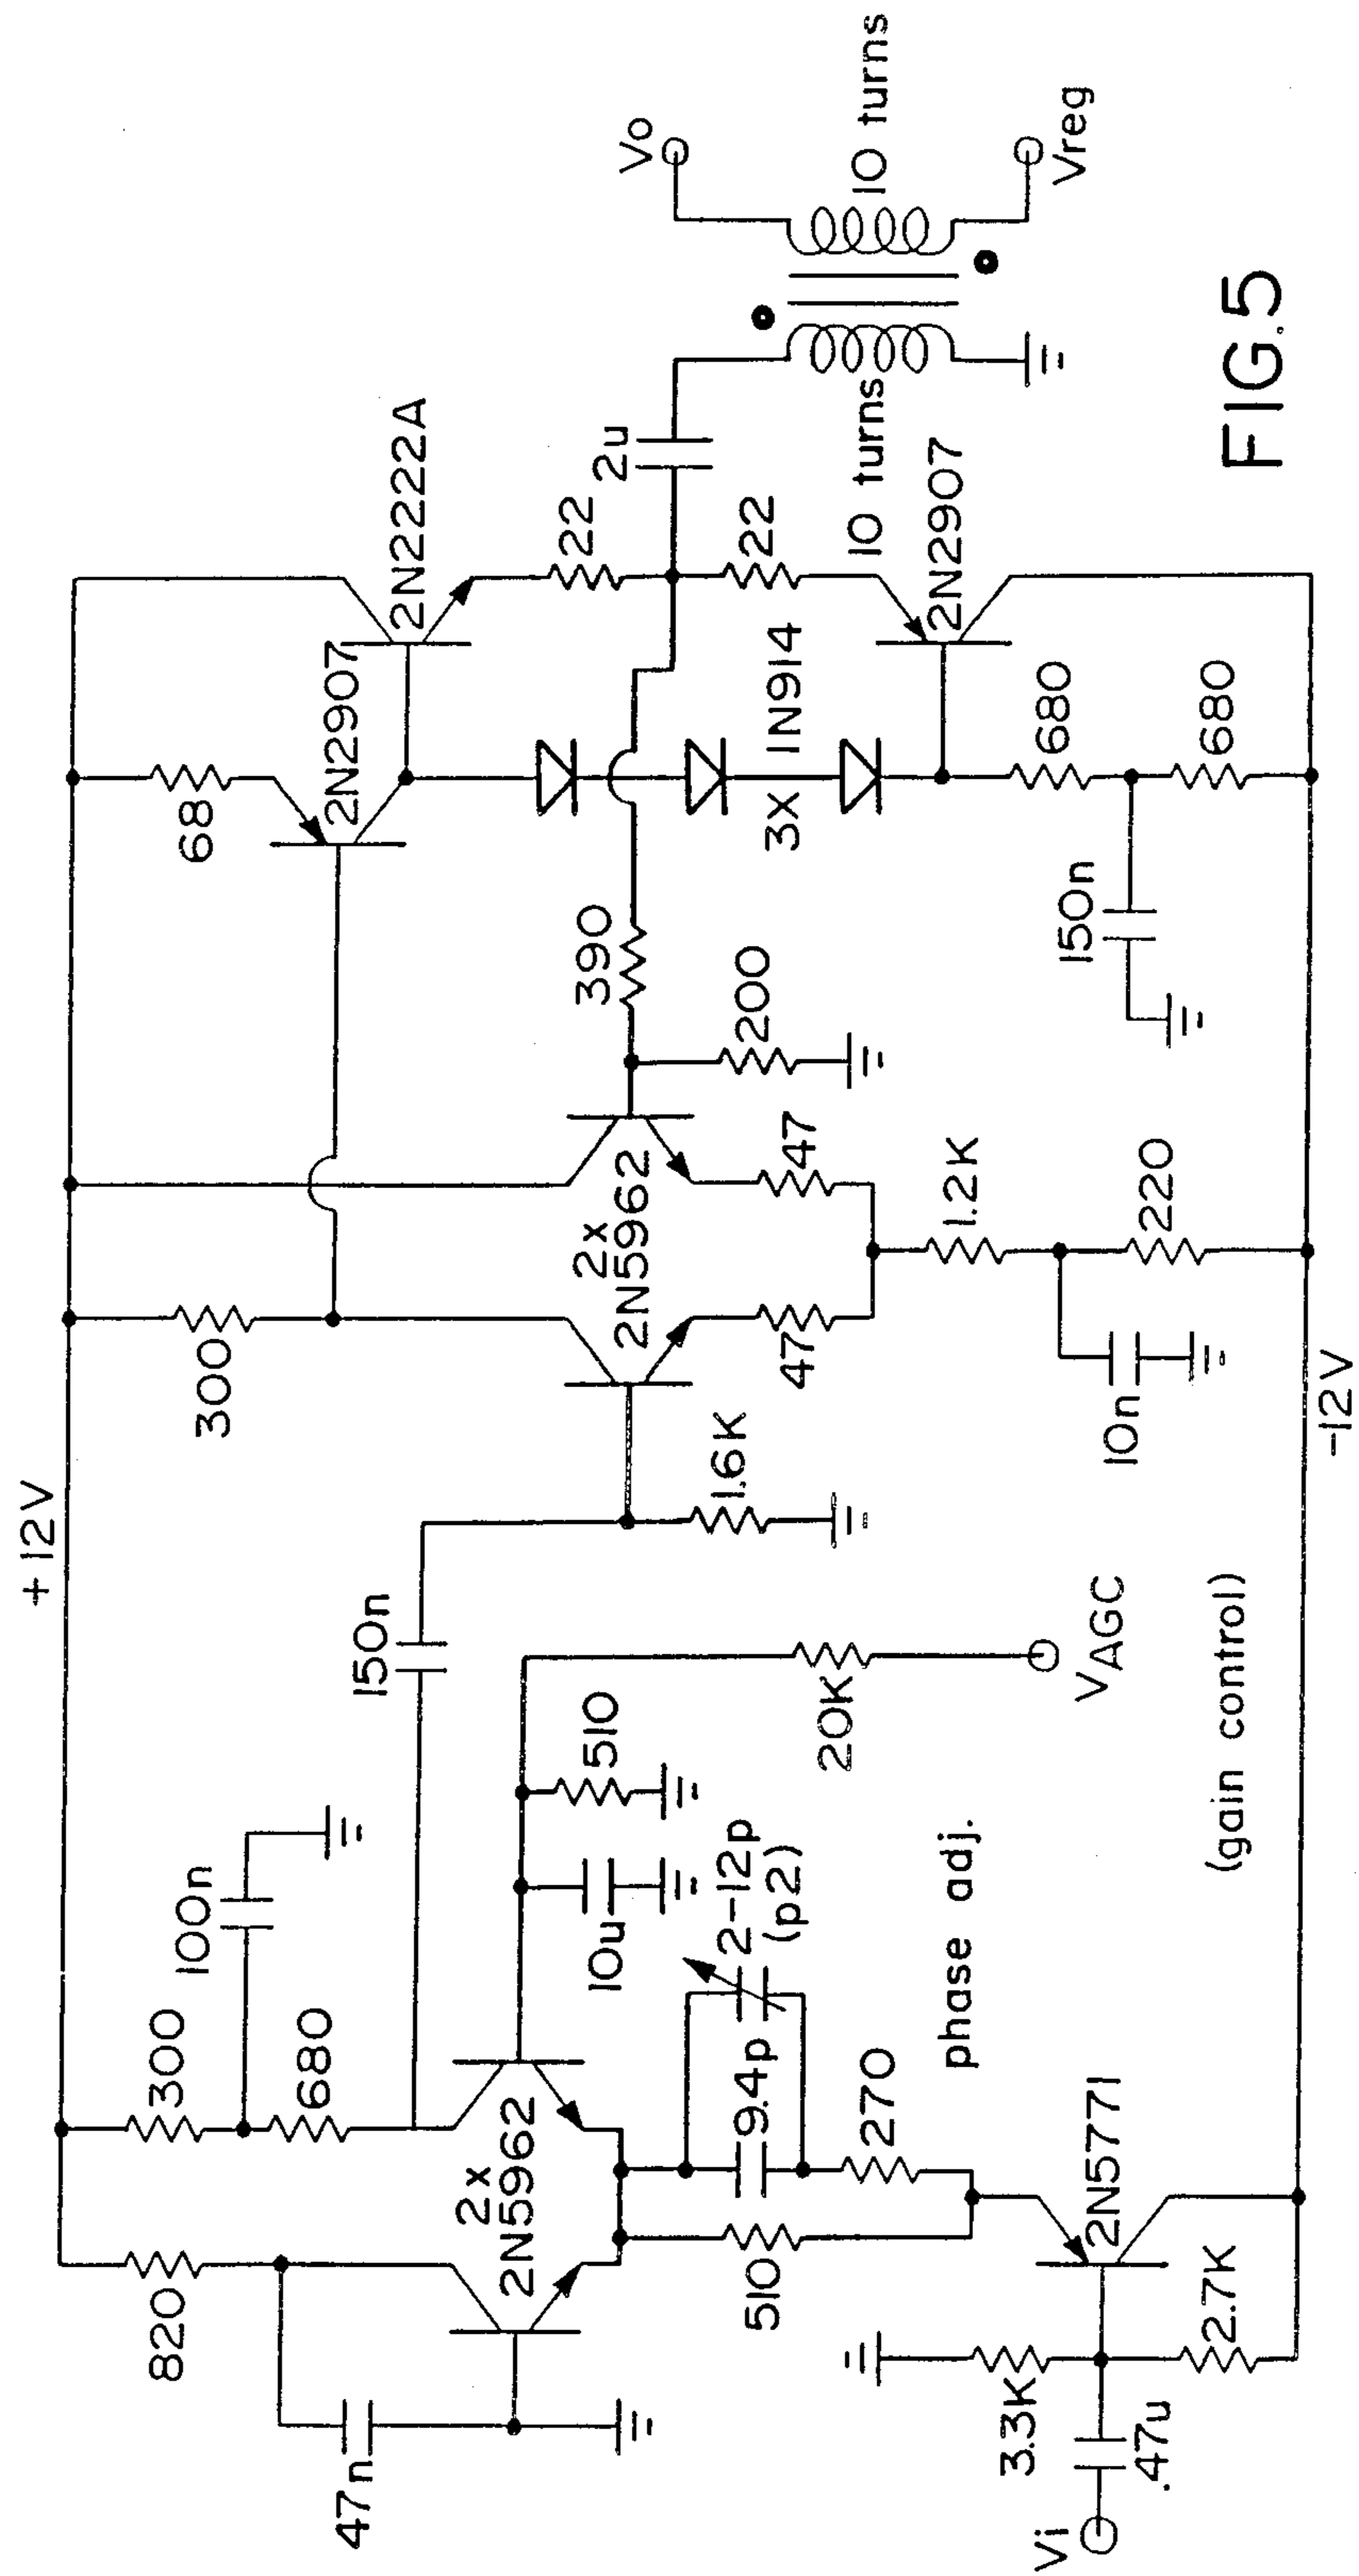 +12V
820
47n
2x
2N5962
300
680
100n
150n
10u
510
20K
VAGC
(gain control)
2-12p
(p2)
9.4p
270
510
phase adj.
2N5771
3.3K
2.7K
.47u
Vi
300
1.6K
2x
2N5962
47
47
1.2K
220
10n
-12V
390
200
68
2N2907
2N2222A
22
22
3X 1N914
2N2907
680
680
150n
2u
10 turns
10 turns
Vo
Vreg
FIG.5